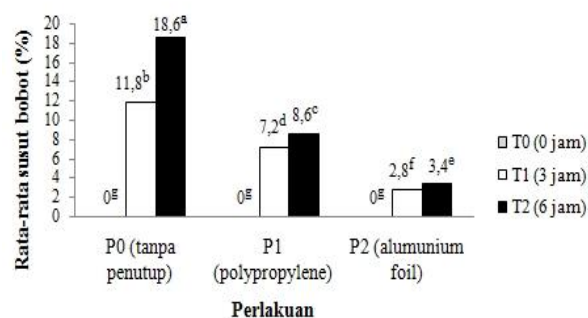 Rata-rata susut bobot (%)
20
18
16
14
12
10
8
6
4
2
0
0ᵍ
11,8ᵇ
18,6ᵃ
0ᵍ
7,2ᵈ
8,6ᶜ
0ᵍ
2,8ᶠ
3,4ᵉ
P0 (tanpa
penutup)
P1
(polypropylene)
P2 (alumunium
foil)
Perlakuan
T0 (0 jam)
T1 (3 jam)
T2 (6 jam)